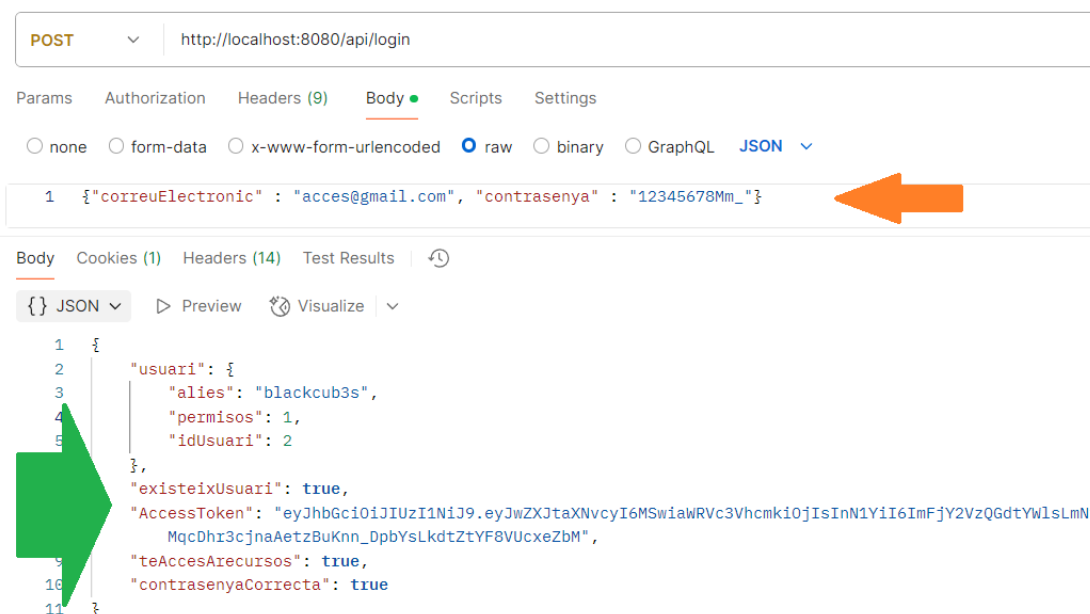 POST http://localhost:8080/api/login
Params Authorization Headers (9) Body Scripts Settings
none form-data x-www-form-urlencoded raw binary GraphQL JSON
1 {"correuElectronic" : "acces@gmail.com", "contrasenya" : "12345678Mm_"}
Body Cookies (1) Headers (14) Test Results
{} JSON Preview Visualize
1 {
2 "usuari": {
3 "alies": "blackcub3s",
4 "permisos": 1,
5 "idUsuari": 2
},
"existeixUsuari": true,
"AccessToken": "eyJhbGciOiJIUzI1NiJ9.eyJwZXJtaXNvcyI6MSwiaWRVc3VhcmkiOjIsInN1YiI6ImFjY2VzQGdtYWlsLmN
MqcDhr3cjnaAetzBuKnn_DpbYsLkdtZtYF8VUcxeZbM",
9 "teAccesArecursos": true,
10 "contrasenyaCorrecta": true
11 }